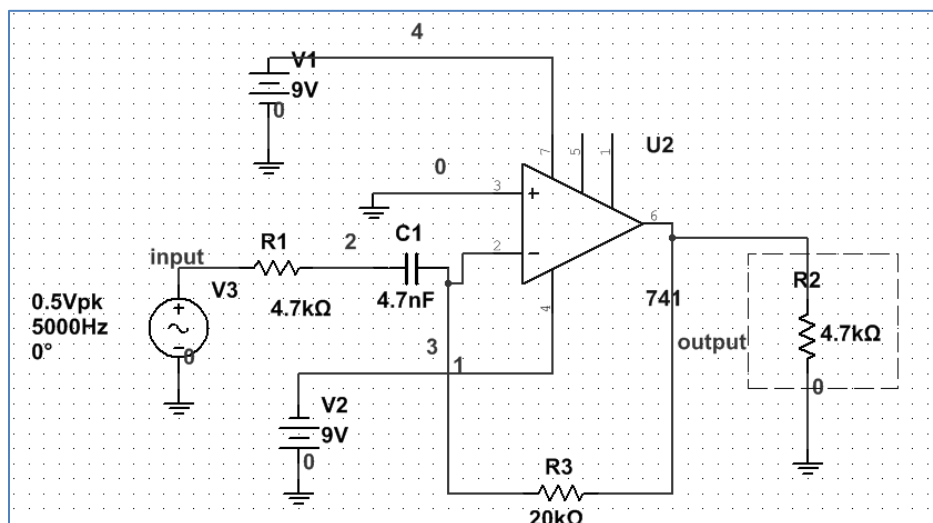 4
V1
9V
0
7
5
1
U2
0
3
+
6
2
−
4
741
input
R1
2
C1
4.7kΩ
4.7nF
V3
0.5Vpk
5000Hz
0°
+
−
0
3
1
output
R2
4.7kΩ
0
V2
9V
0
R3
20kΩ